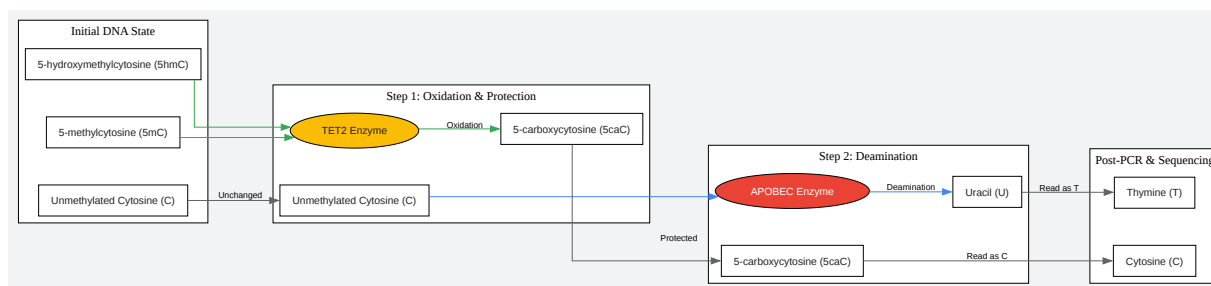 Initial DNA State
5-hydroxymethylcytosine (5hmC)
5-methylcytosine (5mC)
Unmethylated Cytosine (C)
Unchanged
Step 1: Oxidation & Protection
TET2 Enzyme
Oxidation
5-carboxycytosine (5caC)
Unmethylated Cytosine (C)
Protected
Step 2: Deamination
APOBEC Enzyme
Deamination
Uracil (U)
5-carboxycytosine (5caC)
Read as T
Read as C
Post-PCR & Sequencing
Thymine (T)
Cytosine (C)